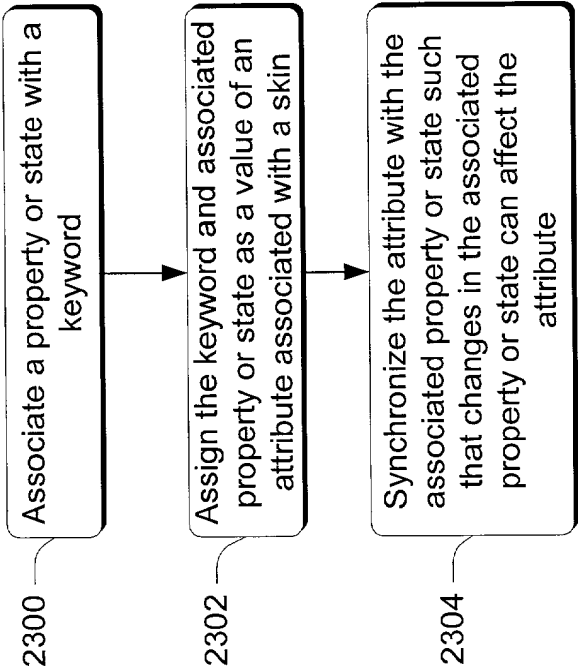 2300
Associate a property or state with a
keyword
2302
Assign the keyword and associated
property or state as a value of an
attribute associated with a skin
2304
Synchronize the attribute with the
associated property or state such
that changes in the associated
property or state can affect the
attribute